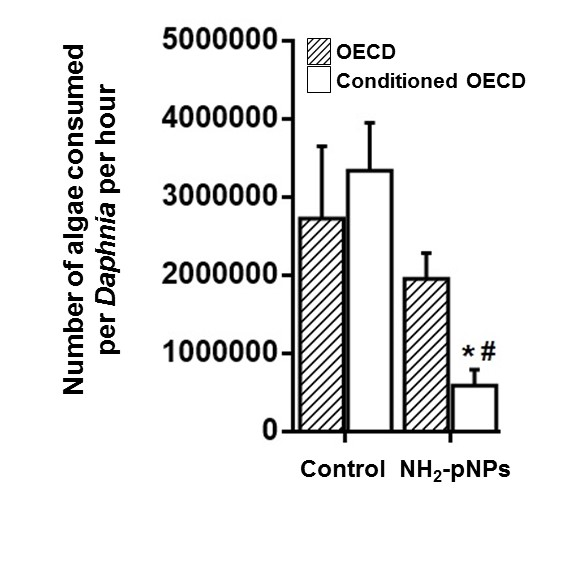 Number of algae consumed
per Daphnia per hour
5000000
4000000
3000000
2000000
1000000
0
OECD
Conditioned OECD
* #
Control
NH₂-pNPs